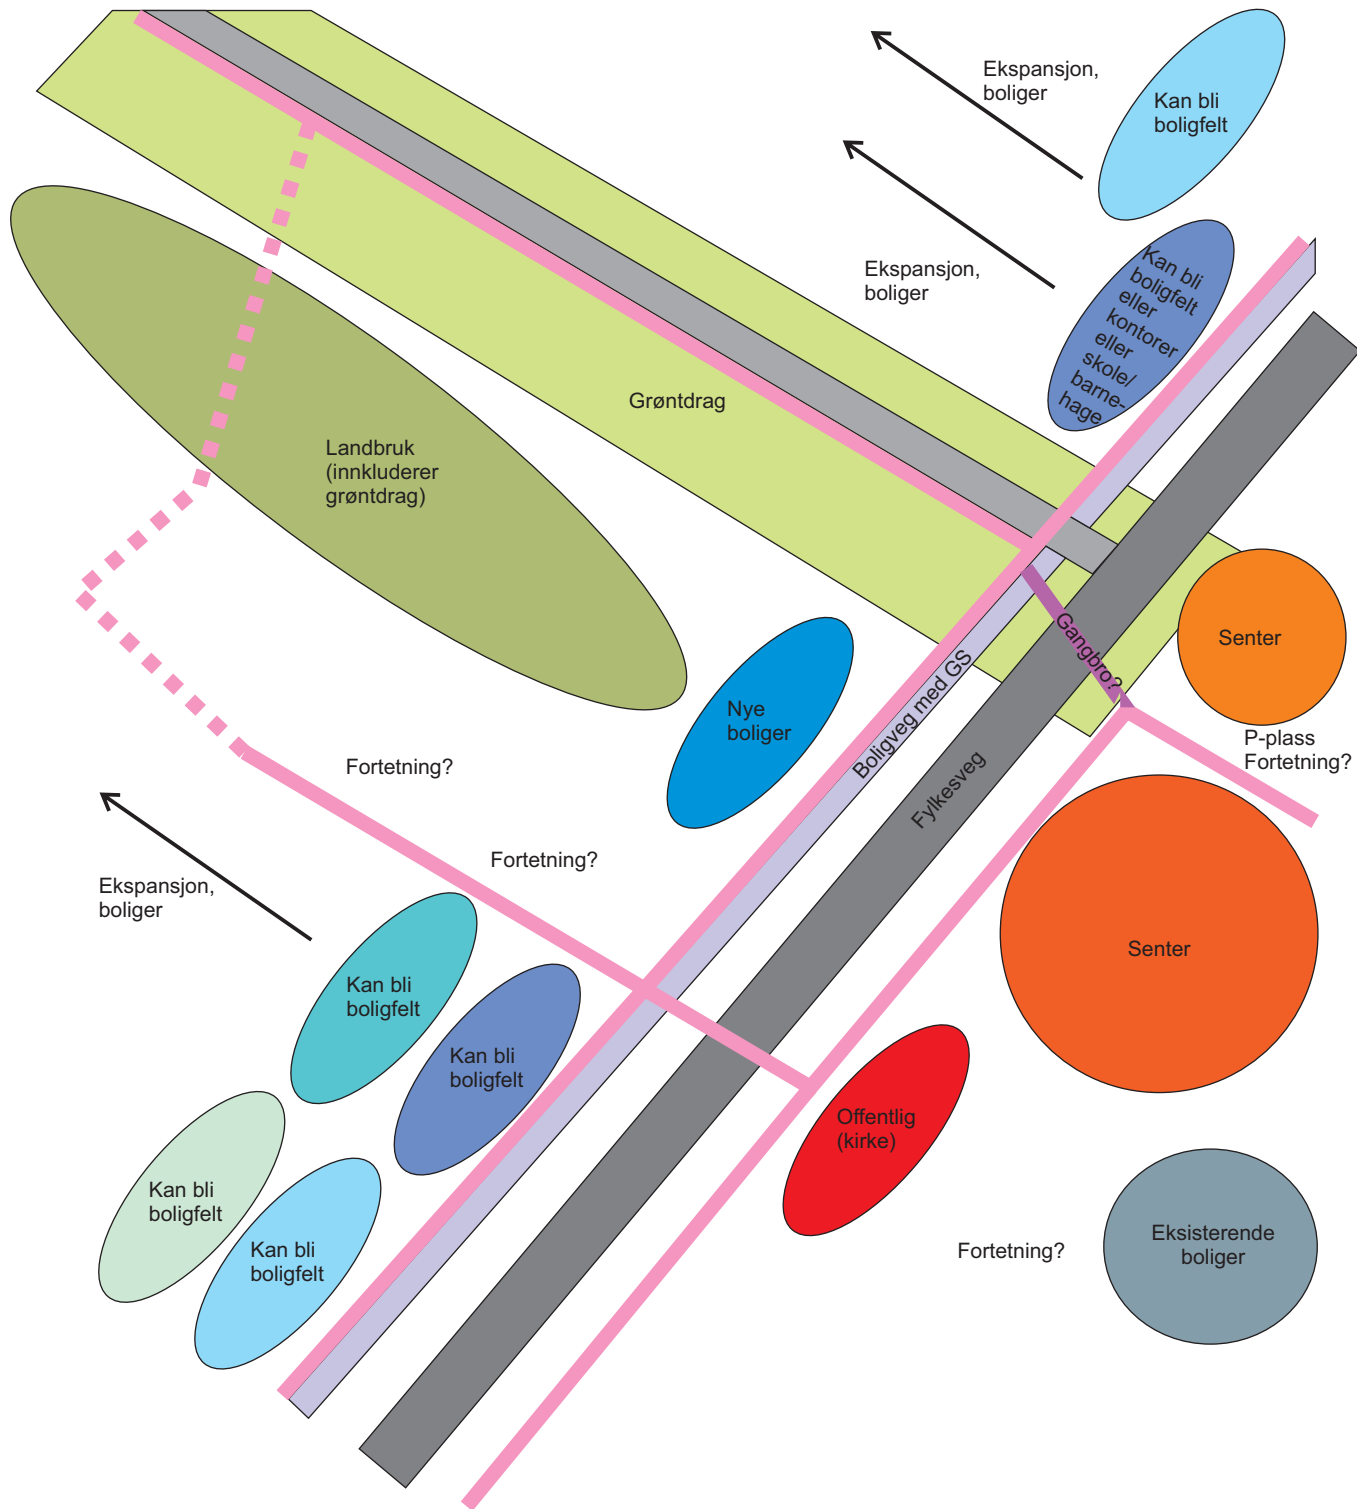 Ekspansjon,
boliger
Kan bli
boligfelt
Ekspansjon,
boliger
Kan bli
boligfelt
eller
kontorer
eller
skole/
barne-
hage
Grøntdrag
Landbruk
(innkluderer
grøntdrag)
Gangbro?
Senter
Nye
boliger
Boligveg med GS
Fylkesveg
P-plass
Fortetning?
Fortetning?
Fortetning?
Ekspansjon,
boliger
Senter
Kan bli
boligfelt
Kan bli
boligfelt
Offentlig
(kirke)
Kan bli
boligfelt
Kan bli
boligfelt
Fortetning?
Eksisterende
boliger